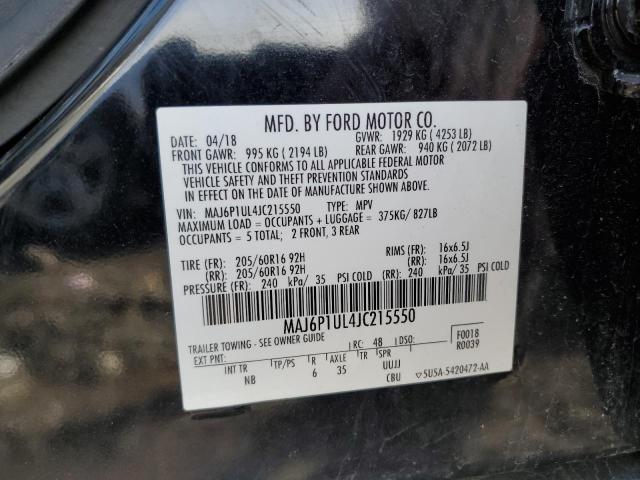 MFD. BY FORD MOTOR CO.
DATE: 04/18 GVWR: 1929 KG ( 4253 LB)
FRONT GAWR: 995 KG ( 2194 LB) REAR GAWR: 940 KG ( 2072 LB)
THIS VEHICLE CONFORMS TO ALL APPLICABLE FEDERAL MOTOR
VEHICLE SAFETY AND THEFT PREVENTION STANDARDS
IN EFFECT ON THE DATE OF MANUFACTURE SHOWN ABOVE.
VIN: MAJ6P1UL4JC215550 TYPE: MPV
MAXIMUM LOAD = OCCUPANTS + LUGGAGE = 375KG/ 827LB
OCCUPANTS = 5 TOTAL; 2 FRONT, 3 REAR
TIRE (FR): 205/60R16 92H RIMS (FR): 16x6.5J
(RR): 205/60R16 92H (RR): 16x6.5J
PRESSURE (FR): 240 kPa/ 35 PSI COLD (RR): 240 kPa/ 35 PSI COLD
MAJ6P1UL4JC215550
TRAILER TOWING - SEE OWNER GUIDE
EXT PNT: RC: 48 DSO: F0018
R0039
INT TR TP/PS R AXLE TR SPR
NB 6 35 UUJJ
CBU ▽5U5A-5420472-AA